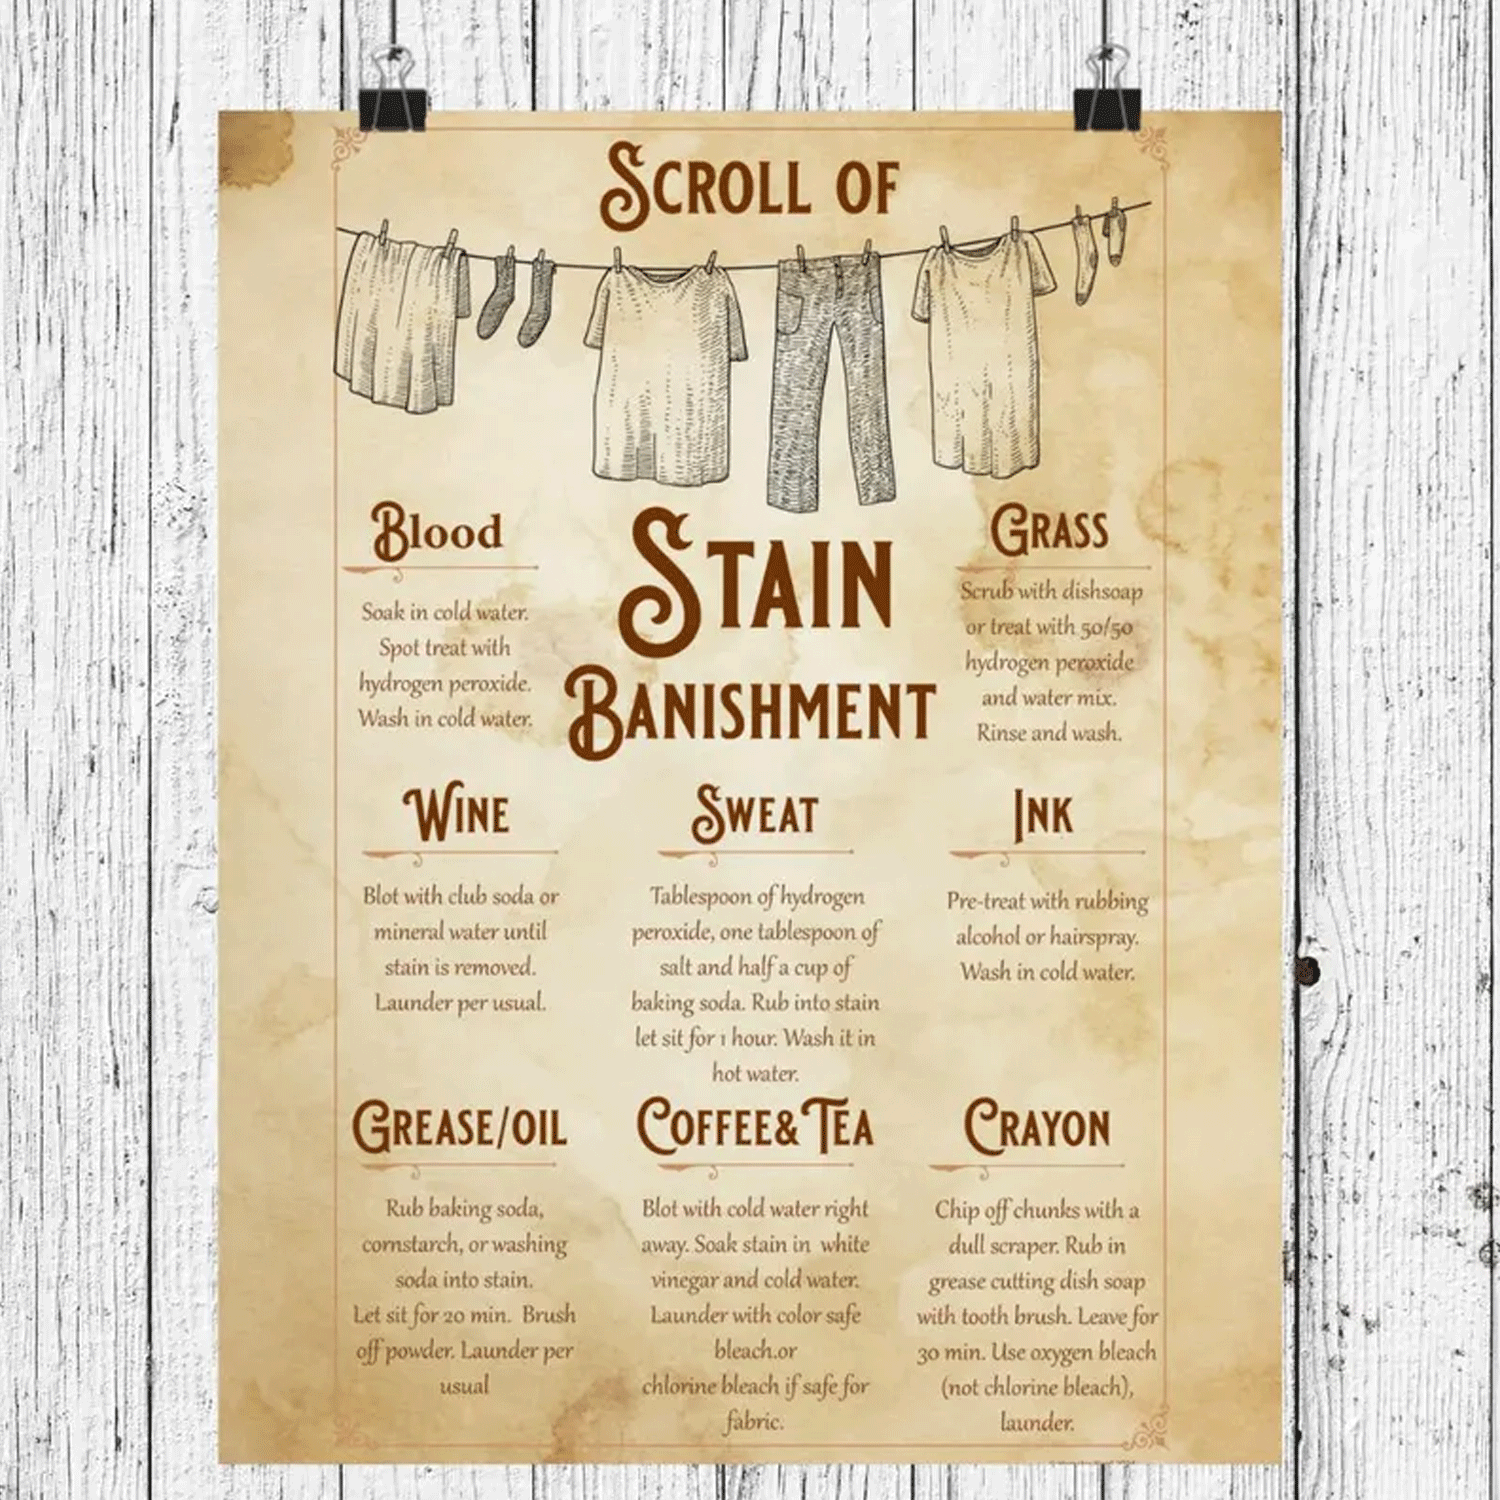 Scroll of
Stain
Banishment
Blood
Soak in cold water.
Spot treat with
hydrogen peroxide.
Wash in cold water.
Grass
Scrub with dishsoap
or treat with 50/50
hydrogen peroxide
and water mix.
Rinse and wash.
Wine
Blot with club soda or
mineral water until
stain is removed.
Launder per usual.
Sweat
Tablespoon of hydrogen
peroxide, one tablespoon of
salt and half a cup of
baking soda. Rub into stain
let sit for 1 hour. Wash it in
hot water.
Ink
Pre-treat with rubbing
alcohol or hairspray.
Wash in cold water.
Grease/oil
Rub baking soda,
cornstarch, or washing
soda into stain.
Let sit for 20 min. Brush
off powder. Launder per
usual
Coffee&Tea
Blot with cold water right
away. Soak stain in white
vinegar and cold water.
Launder with color safe
bleach.or
chlorine bleach if safe for
fabric.
Crayon
Chip off chunks with a
dull scraper. Rub in
grease cutting dish soap
with tooth brush. Leave for
30 min. Use oxygen bleach
(not chlorine bleach),
launder.